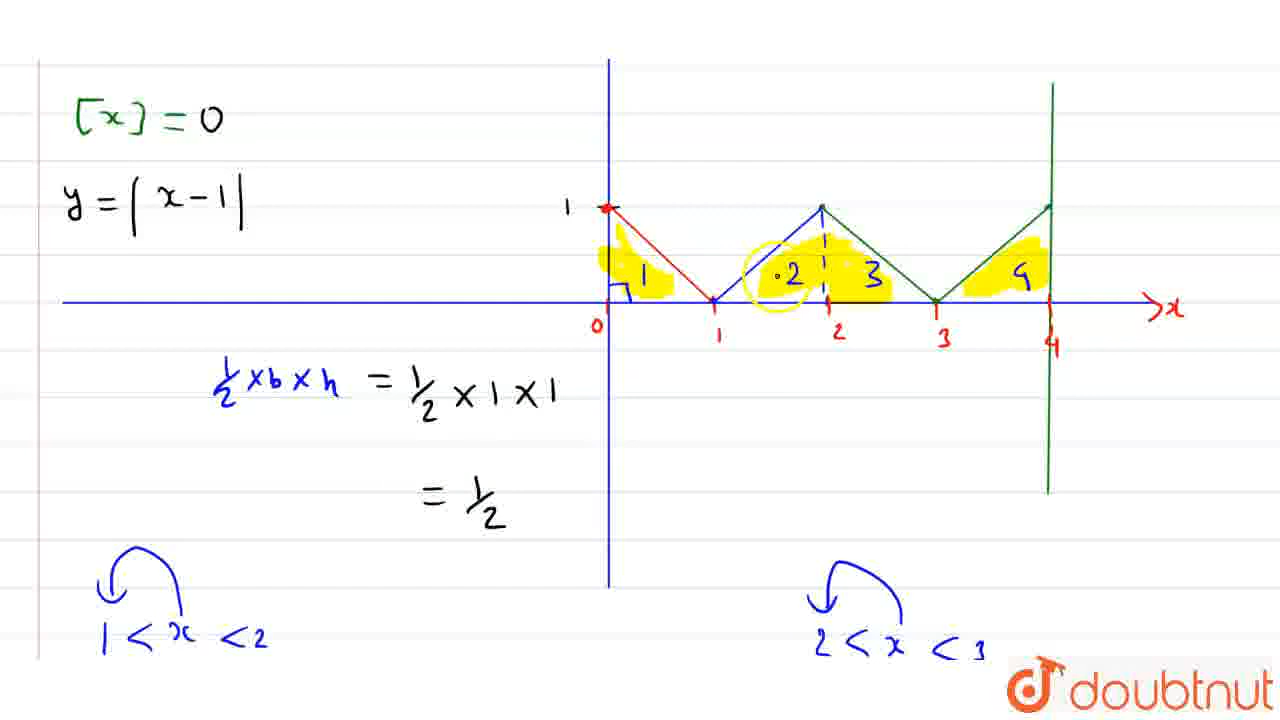 [x] = 0
y = | x - 1 |
1
1 2 3 4
0 1 2 3 4 x
1/2 × b × h = 1/2 × 1 × 1
= 1/2
1 < x < 2
2 < x < 3
doubtnut